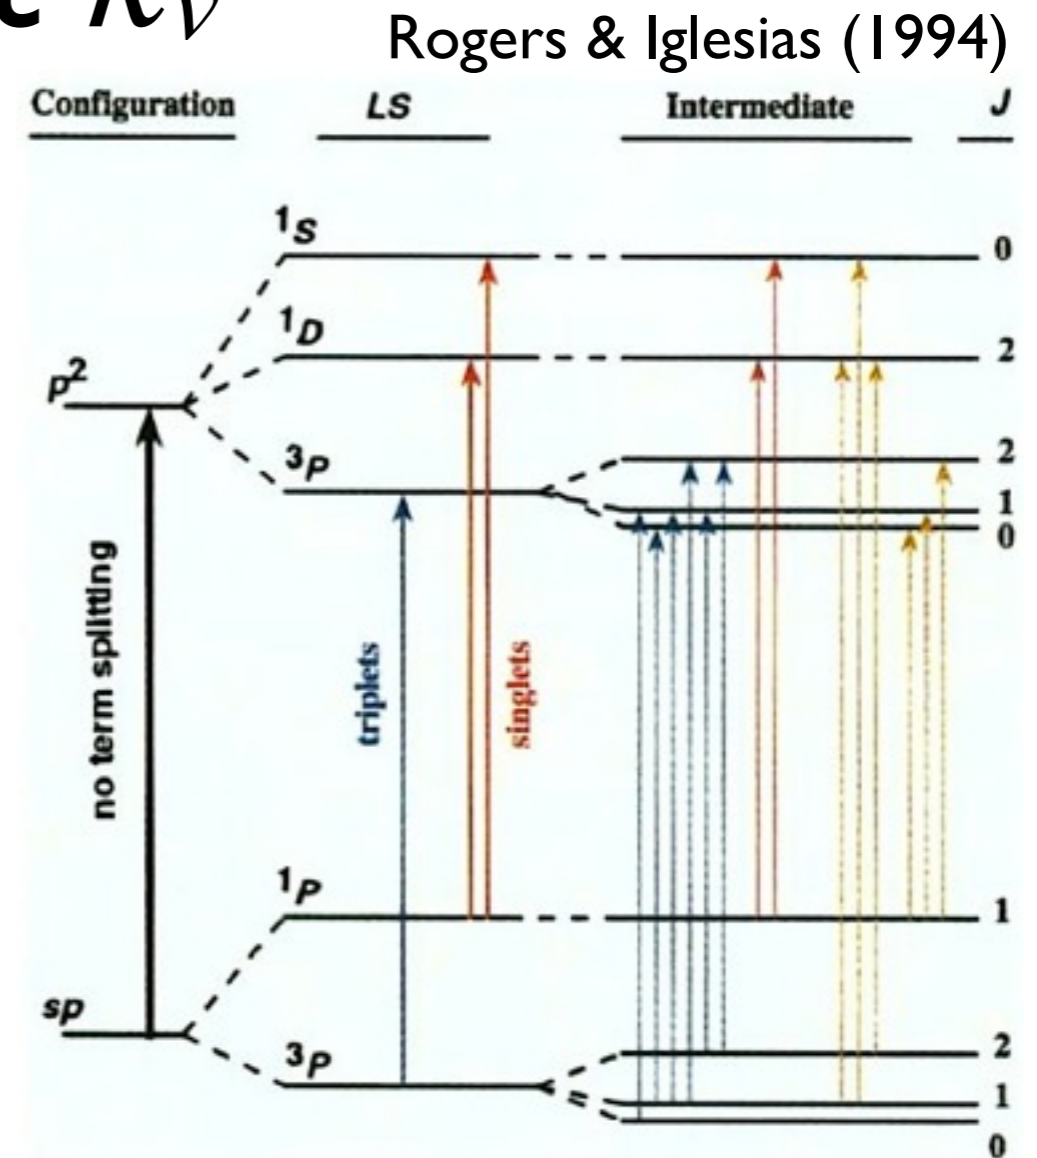 Rogers & Iglesias (1994)
Configuration LS Intermediate J
¹S 0
¹D 2
p²
³P 2
1
0
no term splitting
triplets
singlets
¹P 1
sp
³P 2
1
0